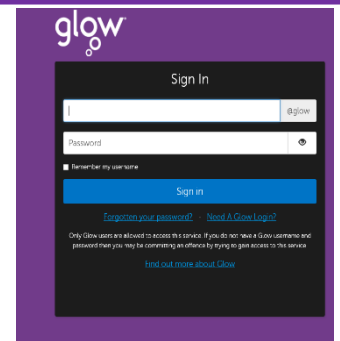 glow
Sign In
@glow
Password
Remember my username
Sign in
Forgotten your password? - Need A Glow Login?
Only Glow users are allowed to access this service. If you do not have a Glow username and
password then you may be committing an offence by trying to gain access to this service
Find out more about Glow